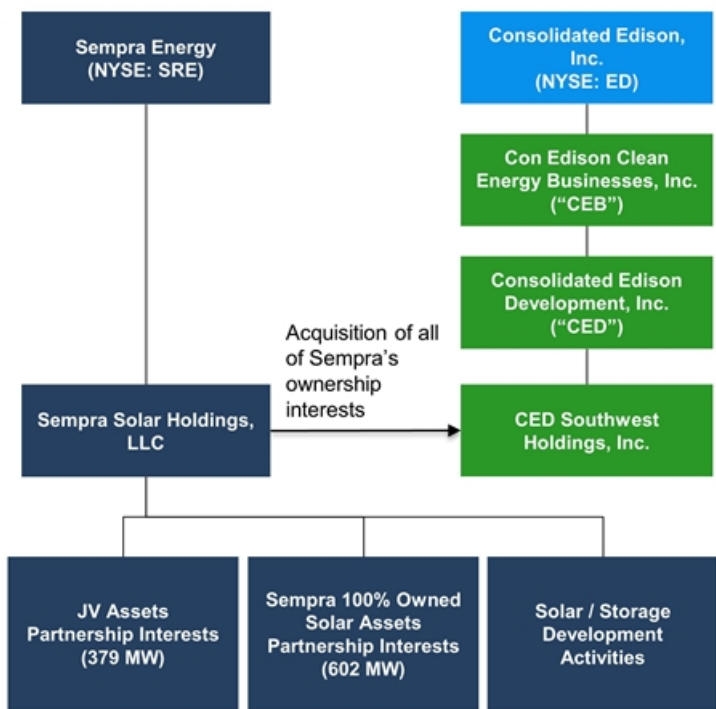 Sempra Energy
(NYSE: SRE)
Consolidated Edison,
Inc.
(NYSE: ED)
Con Edison Clean
Energy Businesses, Inc.
(“CEB”)
Consolidated Edison
Development, Inc.
(“CED”)
Acquisition of all
of Sempra’s
ownership
interests
Sempra Solar Holdings,
LLC
CED Southwest
Holdings, Inc.
JV Assets
Partnership Interests
(379 MW)
Sempra 100% Owned
Solar Assets
Partnership Interests
(602 MW)
Solar / Storage
Development
Activities